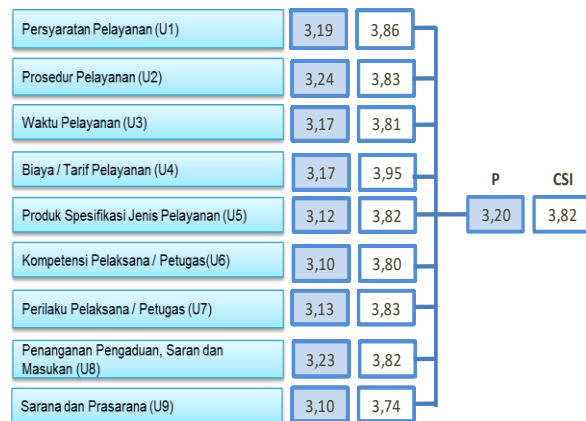 Persyaratan Pelayanan (U1) 3,19 3,86
Prosedur Pelayanan (U2) 3,24 3,83
Waktu Pelayanan (U3) 3,17 3,81
Biaya / Tarif Pelayanan (U4) 3,17 3,95
P CSI
Produk Spesifikasi Jenis Pelayanan (U5) 3,12 3,82 3,20 3,82
Kompetensi Pelaksana / Petugas(U6) 3,10 3,80
Perilaku Pelaksana / Petugas (U7) 3,13 3,83
Penanganan Pengaduan, Saran dan
Masukan (U8) 3,23 3,82
Sarana dan Prasarana (U9) 3,10 3,74